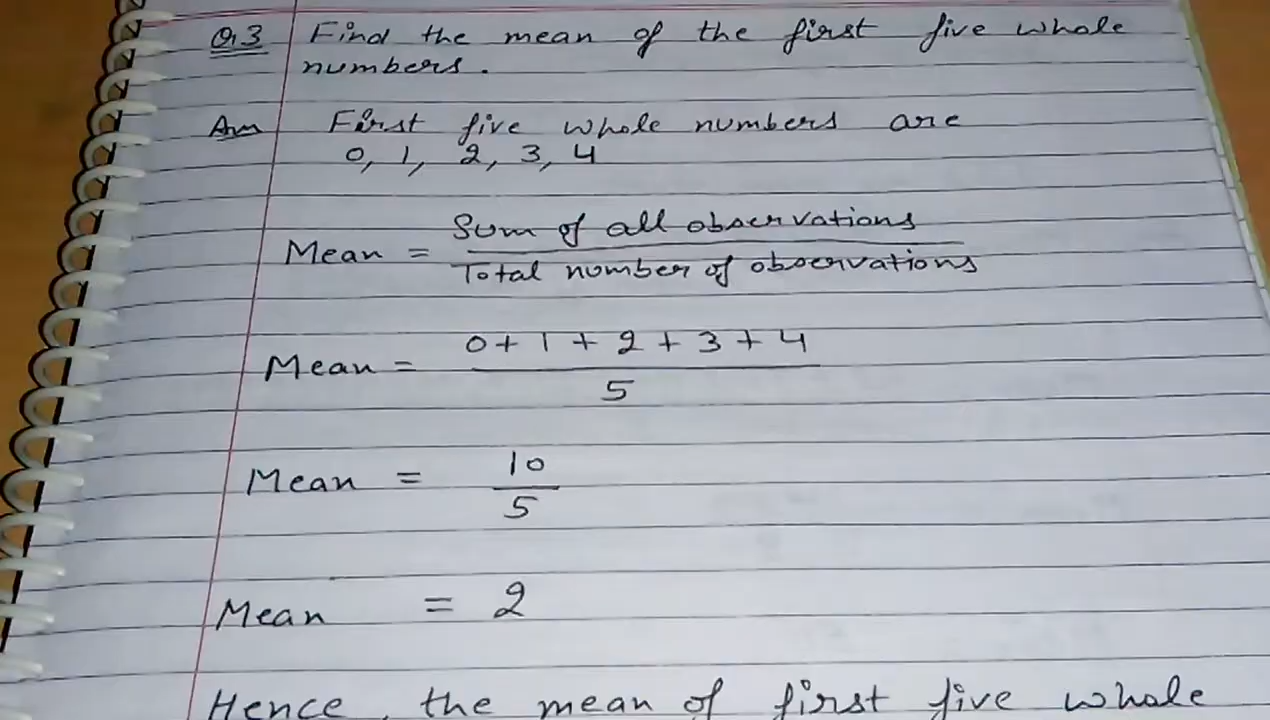 Q.3 Find the mean of the first five whole
numbers.
Ans First five whole numbers are
0, 1, 2, 3, 4
Mean = Sum of all observations
Total number of observations
Mean = 0 + 1 + 2 + 3 + 4
5
Mean = 10
5
Mean = 2
Hence, the mean of first five whole